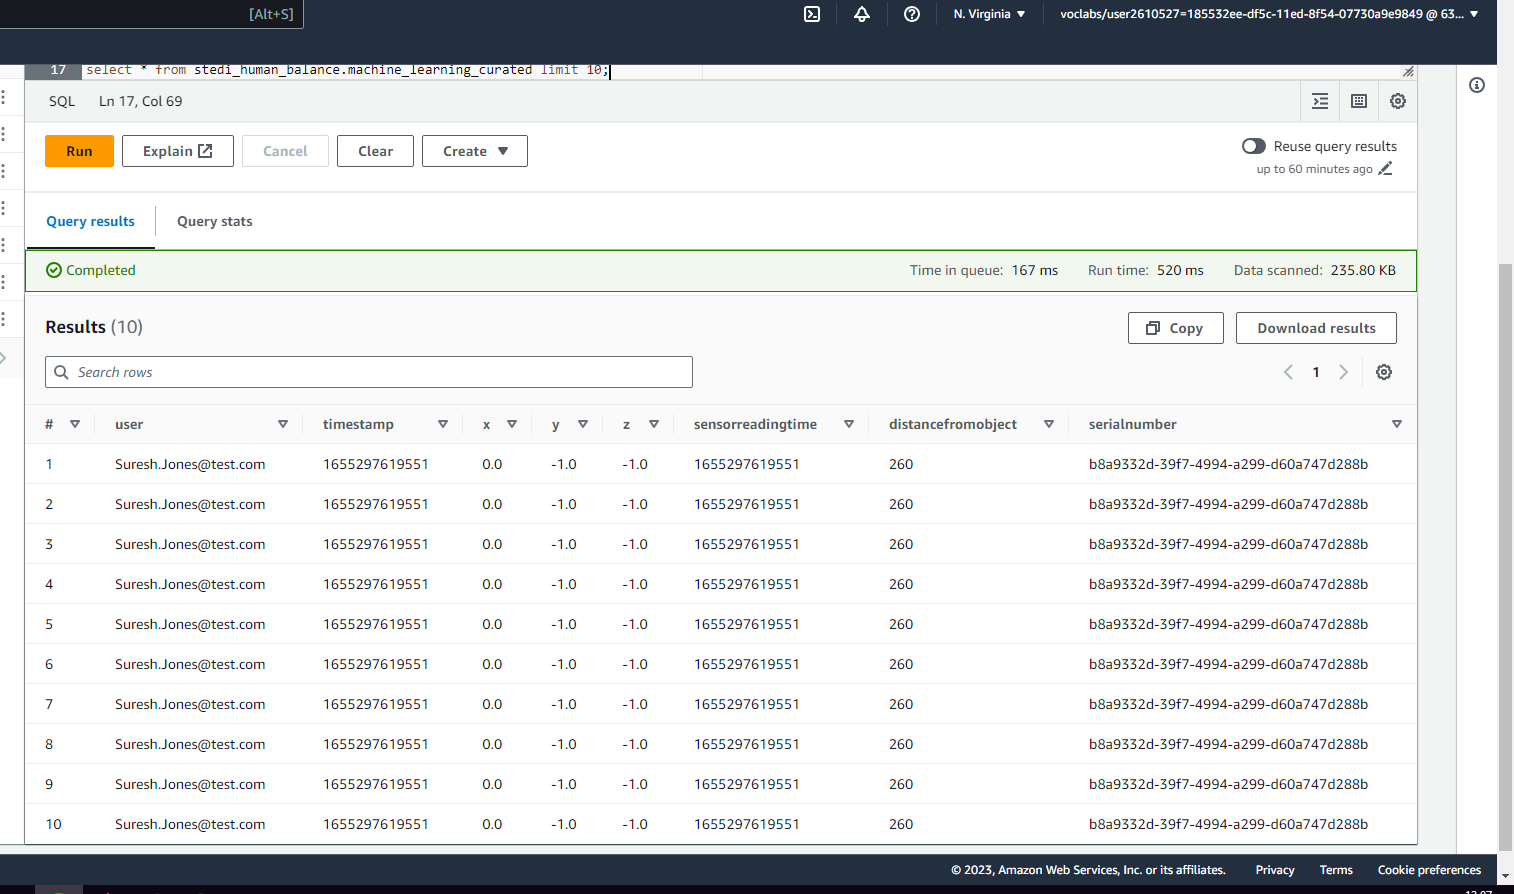 [Alt+S] N. Virginia voclabs/user2610527=185532ee-df5c-11ed-8f54-07730a9e9849 @ 63...
17 select * from stedi_human_balance.machine_learning_curated limit 10;
SQL Ln 17, Col 69
Run Explain Cancel Clear Create Reuse query results
up to 60 minutes ago
Query results Query stats
Completed Time in queue: 167 ms Run time: 520 ms Data scanned: 235.80 KB
Results (10) Copy Download results
Search rows 1
# user timestamp x y z sensorreadingtime distancefromobject serialnumber
1 Suresh.Jones@test.com 1655297619551 0.0 -1.0 -1.0 1655297619551 260 b8a9332d-39f7-4994-a299-d60a747d288b
2 Suresh.Jones@test.com 1655297619551 0.0 -1.0 -1.0 1655297619551 260 b8a9332d-39f7-4994-a299-d60a747d288b
3 Suresh.Jones@test.com 1655297619551 0.0 -1.0 -1.0 1655297619551 260 b8a9332d-39f7-4994-a299-d60a747d288b
4 Suresh.Jones@test.com 1655297619551 0.0 -1.0 -1.0 1655297619551 260 b8a9332d-39f7-4994-a299-d60a747d288b
5 Suresh.Jones@test.com 1655297619551 0.0 -1.0 -1.0 1655297619551 260 b8a9332d-39f7-4994-a299-d60a747d288b
6 Suresh.Jones@test.com 1655297619551 0.0 -1.0 -1.0 1655297619551 260 b8a9332d-39f7-4994-a299-d60a747d288b
7 Suresh.Jones@test.com 1655297619551 0.0 -1.0 -1.0 1655297619551 260 b8a9332d-39f7-4994-a299-d60a747d288b
8 Suresh.Jones@test.com 1655297619551 0.0 -1.0 -1.0 1655297619551 260 b8a9332d-39f7-4994-a299-d60a747d288b
9 Suresh.Jones@test.com 1655297619551 0.0 -1.0 -1.0 1655297619551 260 b8a9332d-39f7-4994-a299-d60a747d288b
10 Suresh.Jones@test.com 1655297619551 0.0 -1.0 -1.0 1655297619551 260 b8a9332d-39f7-4994-a299-d60a747d288b
© 2023, Amazon Web Services, Inc. or its affiliates. Privacy Terms Cookie preferences